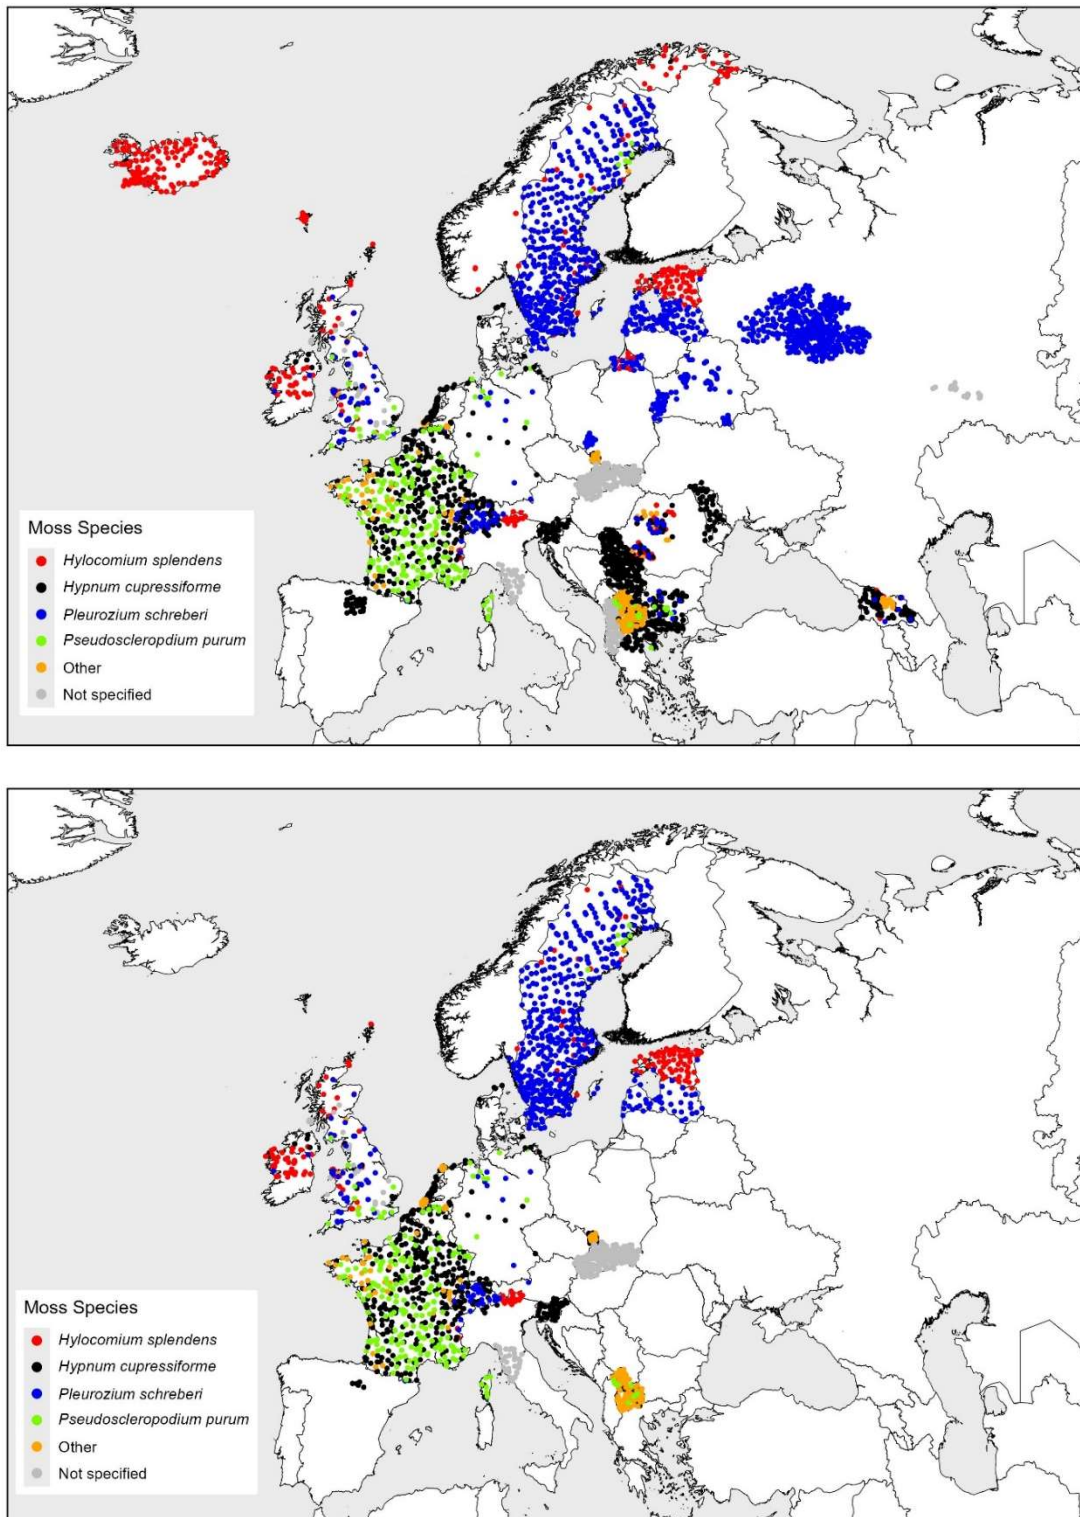 Moss Species
Hylocomium splendens
Hypnum cupressiforme
Pleurozium schreberi
Pseudoscleropdium purum
Other
Not specified
Moss Species
Hylocomium splendens
Hypnum cupressiforme
Pleurozium schreberi
Pseudoscleropodium purum
Other
Not specified